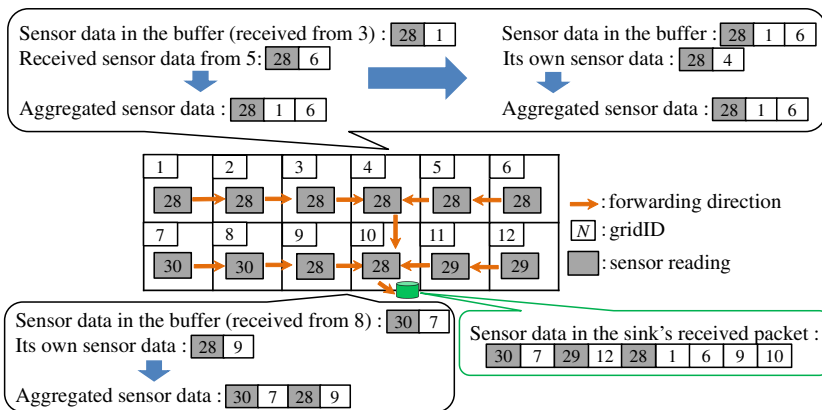 Sensor data in the buffer (received from 3) : 28 1
Received sensor data from 5: 28 6
Aggregated sensor data : 28 1 6
Sensor data in the buffer : 28 1 6
Its own sensor data : 28 4
Aggregated sensor data : 28 1 6
1 2 3 4 5 6
28 28 28 28 28 28
7 8 9 10 11 12
30 30 28 28 29 29
: forwarding direction
N : gridID
: sensor reading
Sensor data in the buffer (received from 8) : 30 7
Its own sensor data : 28 9
Aggregated sensor data : 30 7 28 9
Sensor data in the sink's received packet :
30 7 29 12 28 1 6 9 10